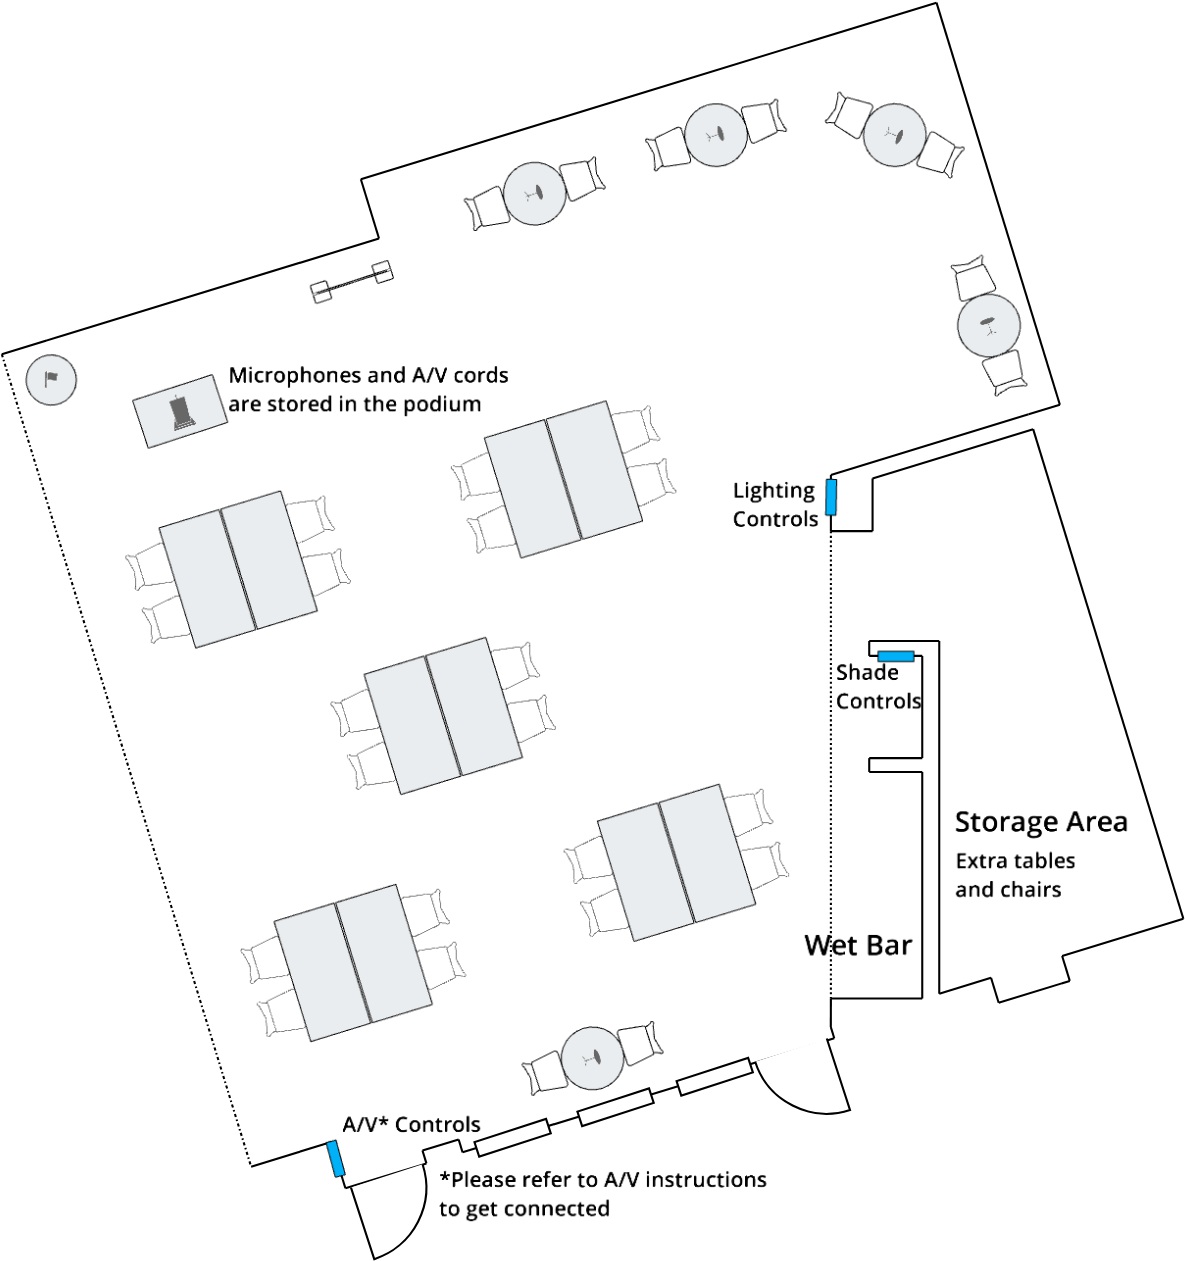 Microphones and A/V cords
are stored in the podium
Lighting
Controls
Shade
Controls
Storage Area
Extra tables
and chairs
Wet Bar
A/V* Controls
*Please refer to A/V instructions
to get connected